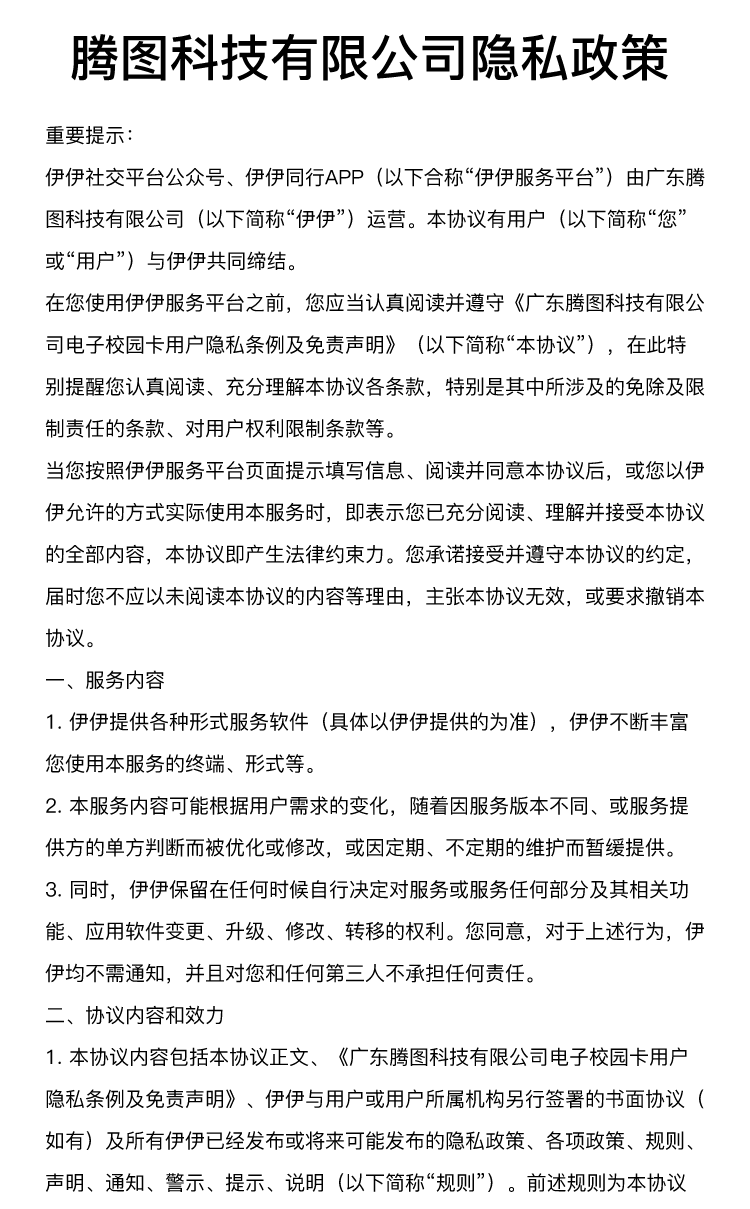 腾图科技有限公司隐私政策
重要提示：
伊伊社交平台公众号、伊伊同行APP（以下合称“伊伊服务平台”）由广东腾
图科技有限公司（以下简称“伊伊”）运营。本协议有用户（以下简称“您”
或“用户”）与伊伊共同缔结。
在您使用伊伊服务平台之前，您应当认真阅读并遵守《广东腾图科技有限公
司电子校园卡用户隐私条例及免责声明》（以下简称“本协议”），在此特
别提醒您认真阅读、充分理解本协议各条款，特别是其中所涉及的免除及限
制责任的条款、对用户权利限制条款等。
当您按照伊伊服务平台页面提示填写信息、阅读并同意本协议后，或您以伊
伊允许的方式实际使用本服务时，即表示您已充分阅读、理解并接受本协议
的全部内容，本协议即产生法律约束力。您承诺接受并遵守本协议的约定，
届时您不应以未阅读本协议的内容等理由，主张本协议无效，或要求撤销本
协议。
一、服务内容
1. 伊伊提供各种形式服务软件（具体以伊伊提供的为准），伊伊不断丰富
您使用本服务的终端、形式等。
2. 本服务内容可能根据用户需求的变化，随着因服务版本不同、或服务提
供方的单方判断而被优化或修改，或因定期、不定期的维护而暂缓提供。
3. 同时，伊伊保留在任何时候自行决定对服务或服务任何部分及其相关功
能、应用软件变更、升级、修改、转移的权利。您同意，对于上述行为，伊
伊均不需通知，并且对您和任何第三人不承担任何责任。
二、协议内容和效力
1. 本协议内容包括本协议正文、《广东腾图科技有限公司电子校园卡用户
隐私条例及免责声明》、伊伊与用户或用户所属机构另行签署的书面协议（
如有）及所有伊伊已经发布或将来可能发布的隐私政策、各项政策、规则、
声明、通知、警示、提示、说明（以下简称“规则”）。前述规则为本协议